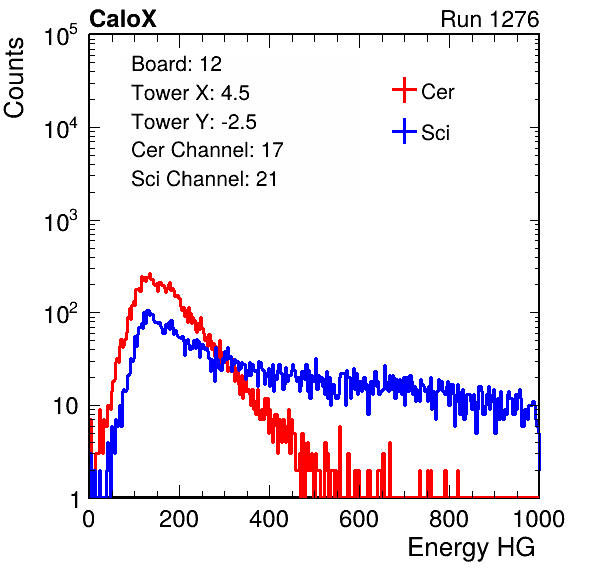 CaloX Run 1276
Counts
Board: 12
Tower X: 4.5
Tower Y: -2.5
Cer Channel: 17
Sci Channel: 21
Cer
Sci
10^5
10^4
10^3
10^2
10
1
0 200 400 600 800 1000
Energy HG